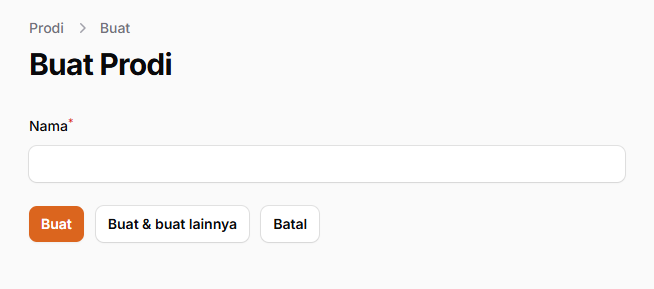 Prodi > Buat
Buat Prodi
Nama*
Buat Buat & buat lainnya Batal